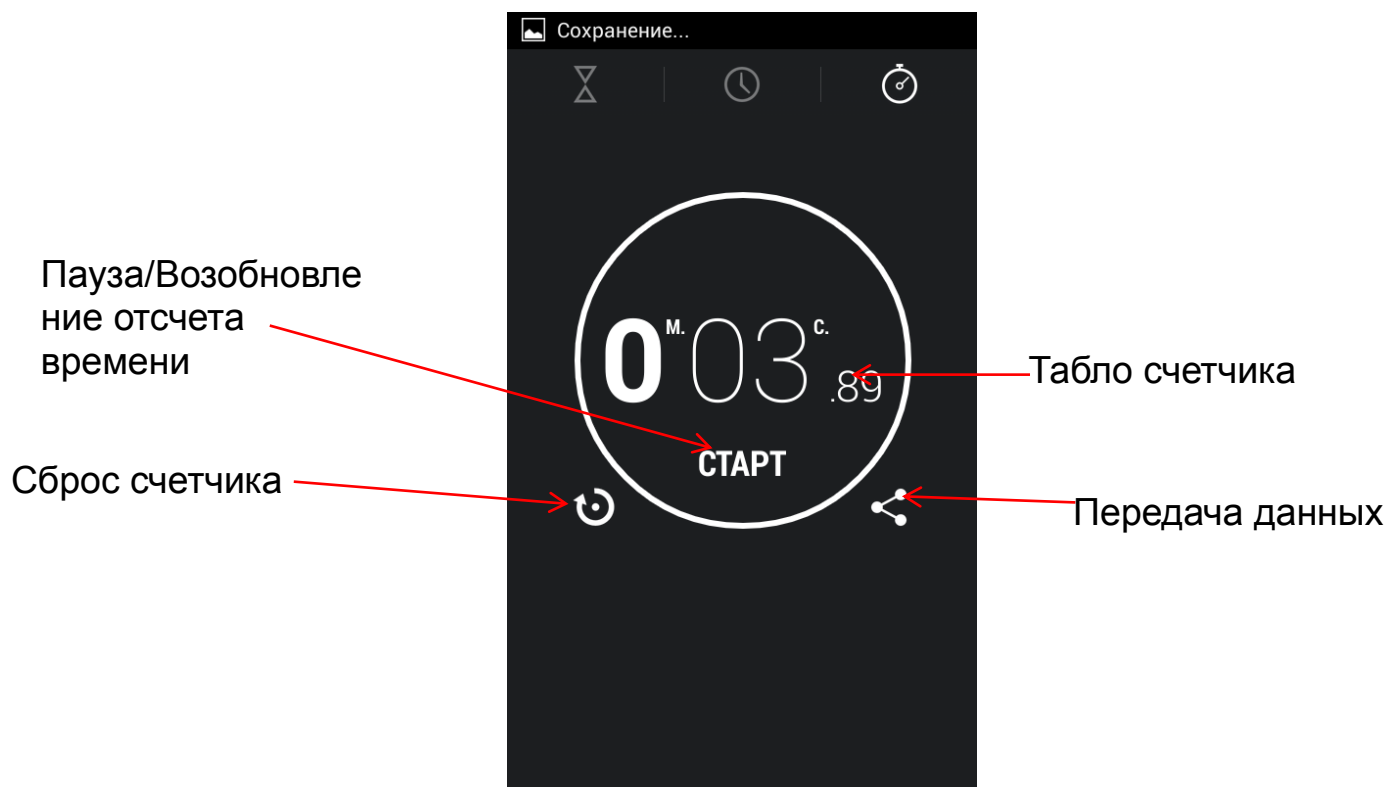 Сохранение...
Пауза/Возобновле
ние отсчета
времени
0 м. 03 с. .89
Табло счетчика
СТАРТ
Сброс счетчика
Передача данных